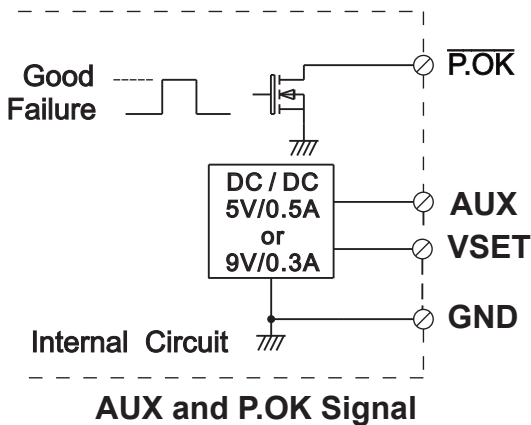 Good
Failure
P.OK
DC / DC
5V/0.5A
or
9V/0.3A
AUX
VSET
GND
Internal Circuit
AUX and P.OK Signal